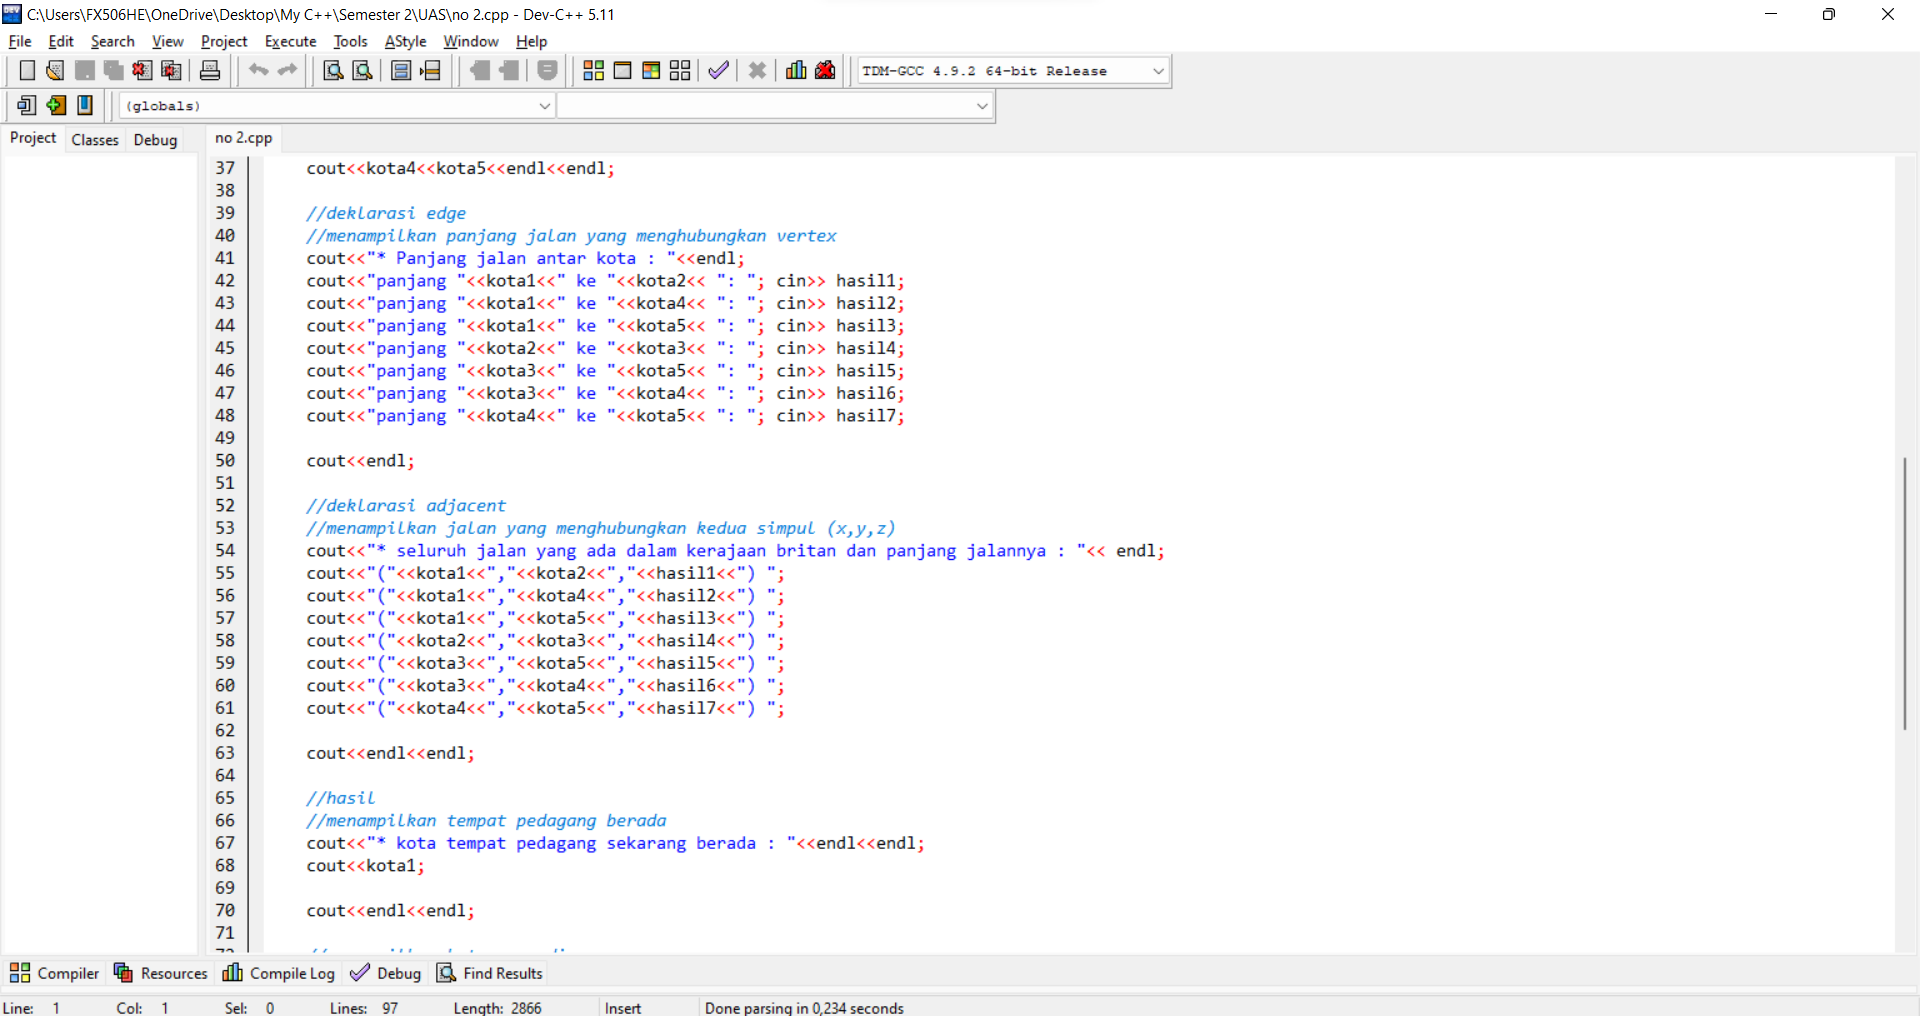 C:\Users\FX506HE\OneDrive\Desktop\My C++\Semester 2\UAS\no 2.cpp - Dev-C++ 5.11
File Edit Search View Project Execute Tools AStyle Window Help
TDM-GCC 4.9.2 64-bit Release
(globals)
Project Classes Debug no 2.cpp
37 cout<<kota4<<kota5<<endl<<endl;
38
39 //deklarasi edge
40 //menampilkan panjang jalan yang menghubungkan vertex
41 cout<<"* Panjang jalan antar kota : "<<endl;
42 cout<<"panjang "<<kota1<<" ke "<<kota2<< ": "; cin>> hasil1;
43 cout<<"panjang "<<kota1<<" ke "<<kota4<< ": "; cin>> hasil2;
44 cout<<"panjang "<<kota1<<" ke "<<kota5<< ": "; cin>> hasil3;
45 cout<<"panjang "<<kota2<<" ke "<<kota3<< ": "; cin>> hasil4;
46 cout<<"panjang "<<kota3<<" ke "<<kota5<< ": "; cin>> hasil5;
47 cout<<"panjang "<<kota3<<" ke "<<kota4<< ": "; cin>> hasil6;
48 cout<<"panjang "<<kota4<<" ke "<<kota5<< ": "; cin>> hasil7;
49
50 cout<<endl;
51
52 //deklarasi adjacent
53 //menampilkan jalan yang menghubungkan kedua simpul (x,y,z)
54 cout<<"* seluruh jalan yang ada dalam kerajaan britan dan panjang jalannya : "<< endl;
55 cout<<"("<<kota1<<","<<kota2<<","<<hasil1<<") ";
56 cout<<"("<<kota1<<","<<kota4<<","<<hasil2<<") ";
57 cout<<"("<<kota1<<","<<kota5<<","<<hasil3<<") ";
58 cout<<"("<<kota2<<","<<kota3<<","<<hasil4<<") ";
59 cout<<"("<<kota3<<","<<kota5<<","<<hasil5<<") ";
60 cout<<"("<<kota3<<","<<kota4<<","<<hasil6<<") ";
61 cout<<"("<<kota4<<","<<kota5<<","<<hasil7<<") ";
62
63 cout<<endl<<endl;
64
65 //hasil
66 //menampilkan tempat pedagang berada
67 cout<<"* kota tempat pedagang sekarang berada : "<<endl<<endl;
68 cout<<kota1;
69
70 cout<<endl<<endl;
71
Compiler Resources Compile Log Debug Find Results
Line: 1 Col: 1 Sel: 0 Lines: 97 Length: 2866 Insert Done parsing in 0,234 seconds